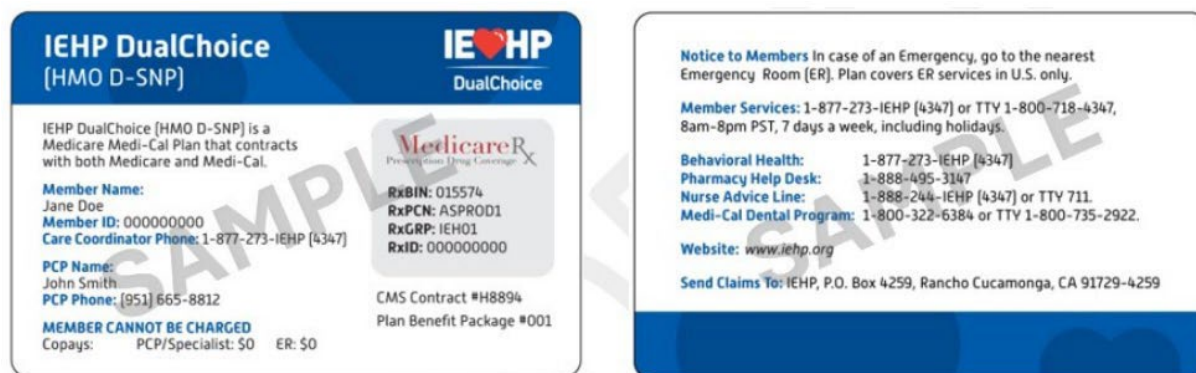 IEHP DualChoice
[HMO D-SNP]
IEHP
DualChoice
IEHP DualChoice [HMO D-SNP] is a
Medicare Medi-Cal Plan that contracts
with both Medicare and Medi-Cal.
Member Name:
Jane Doe
Member ID: 000000000
Care Coordinator Phone: 1-877-273-IEHP [4347]
PCP Name:
John Smith
PCP Phone: [951] 665-8812
MEMBER CANNOT BE CHARGED
Copays: PCP/Specialist: $0 ER: $0
MedicareRx
Prescription Drug Coverage
RxBIN: 015574
RxPCN: ASPROD1
RxGRP: IEH01
RxID: 000000000
CMS Contract #H8894
Plan Benefit Package #001
SAMPLE
Notice to Members In case of an Emergency, go to the nearest
Emergency Room [ER]. Plan covers ER services in U.S. only.
Member Services: 1-877-273-IEHP [4347] or TTY 1-800-718-4347,
8am-8pm PST, 7 days a week, including holidays.
Behavioral Health: 1-877-273-IEHP [4347]
Pharmacy Help Desk: 1-888-495-3147
Nurse Advice Line: 1-888-244-IEHP [4347] or TTY 711.
Medi-Cal Dental Program: 1-800-322-6384 or TTY 1-800-735-2922.
Website: www.iehp.org
Send Claims To: IEHP, P.O. Box 4259, Rancho Cucamonga, CA 91729-4259
SAMPLE